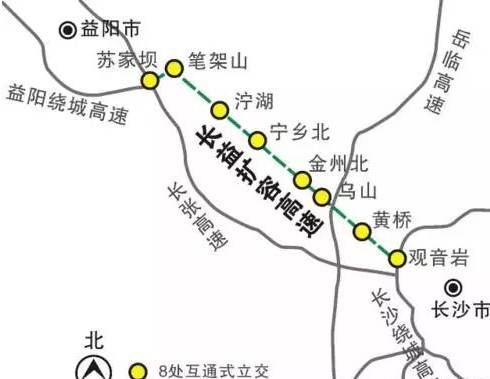 益阳市
苏家坝
笔架山
岳临高速
益阳绕城高速
泞湖
宁乡北
长益扩容高速
金州北
乌山
长张高速
黄桥
观音岩
长沙市
长沙绕城高速
北
8处互通式立交